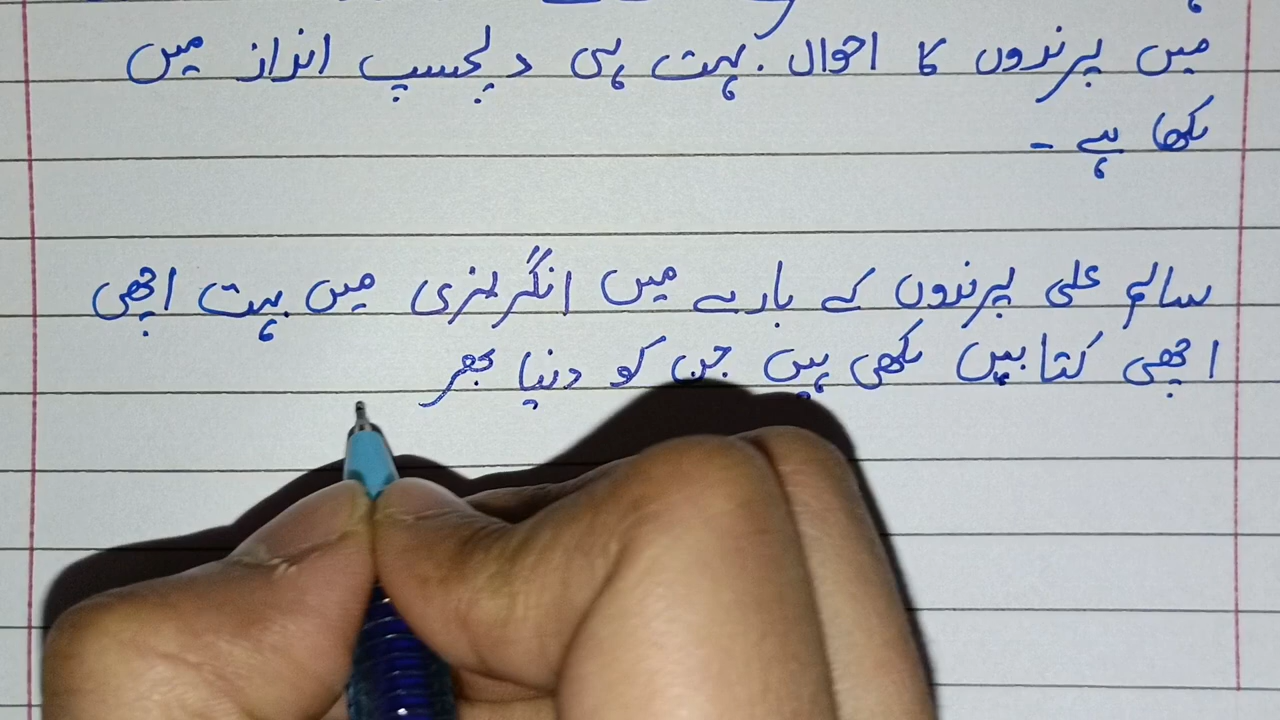 میں پرندوں کا احوال بہت ہی دلچسپ انداز میں
لکھا ہے ۔
سالم علی پرندوں کے بارے میں انگریزی میں بہت اچھی
اچھی کتابیں لکھی ہیں جن کو دنیا بھر